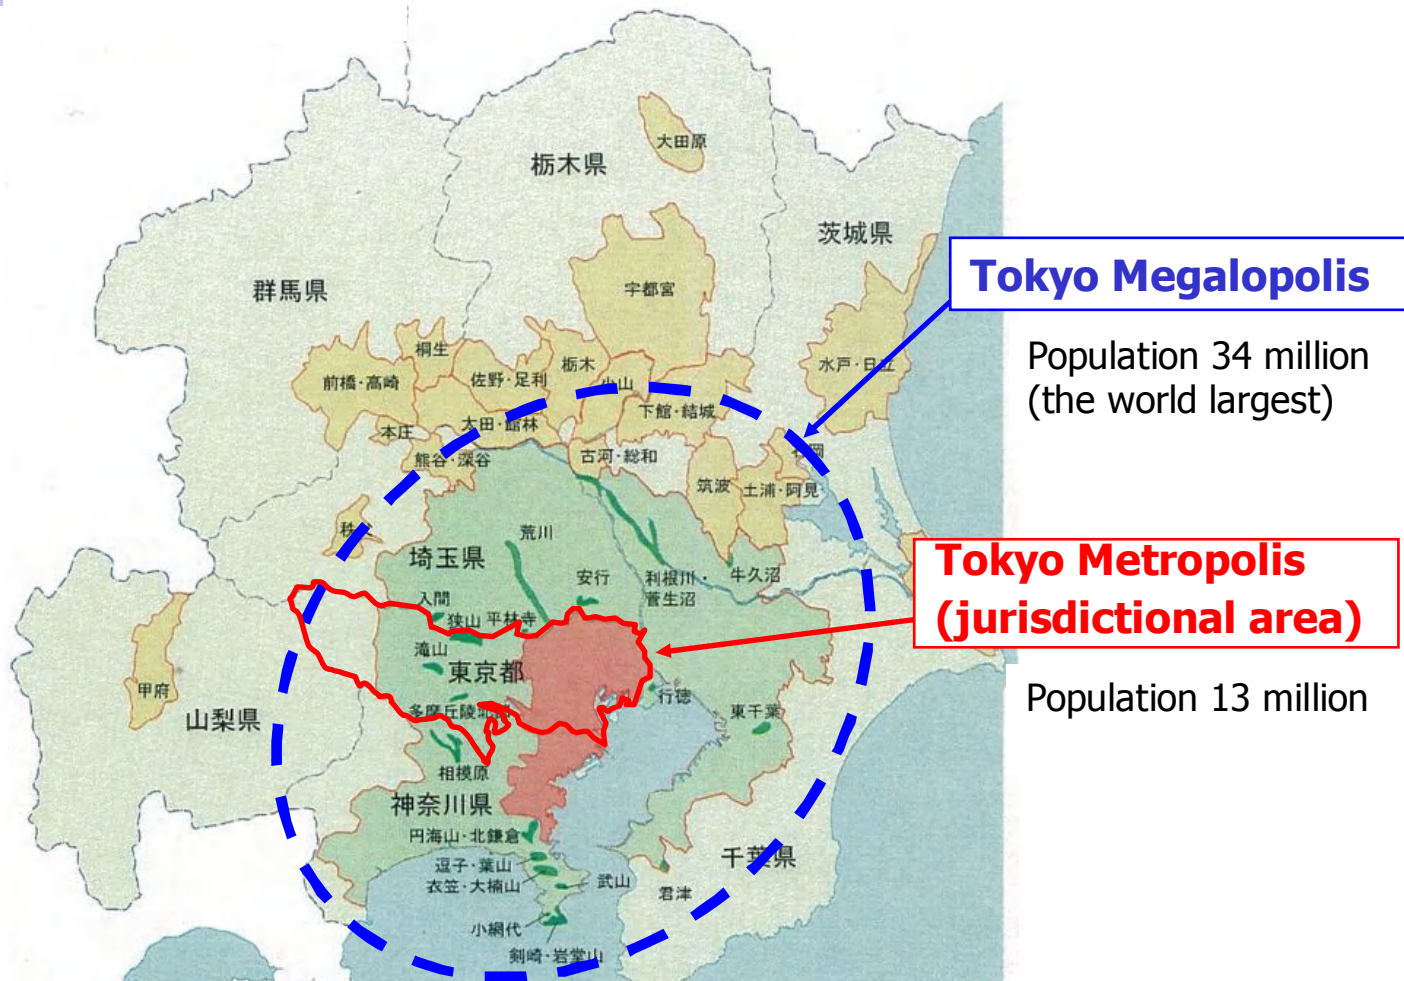 大田原
栃木県
茨城県
Tokyo Megalopolis
群馬県
宇都宮
Population 34 million
(the world largest)
桐生
栃木
水戸・日立
前橋・高崎
佐野・足利
小山
下館・結城
本庄
太田・館林
熊谷・深谷
古河・総和
筑波
土浦・阿見
荒川
埼玉県
Tokyo Metropolis
(jurisdictional area)
安行
利根川・
菅生沼
牛久沼
入間
狭山
平林寺
滝山
東京都
甲府
山梨県
行徳
東千葉
Population 13 million
相模原
神奈川県
円海山・北鎌倉
千葉県
逗子・葉山
衣笠・大楠山
武山
君津
小網代
剣崎・岩堂山